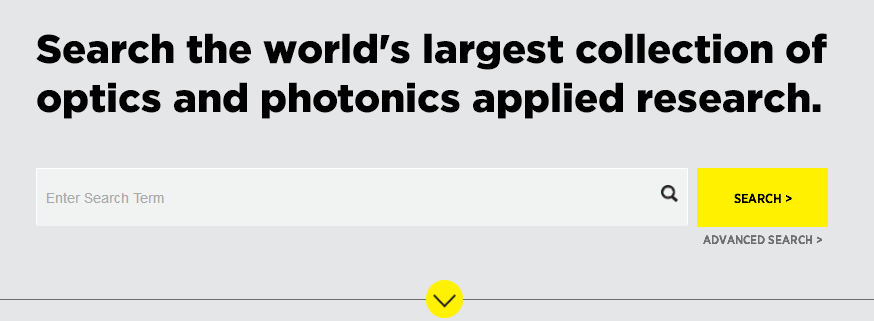 Search the world's largest collection of
optics and photonics applied research.
Enter Search Term
SEARCH >
ADVANCED SEARCH >